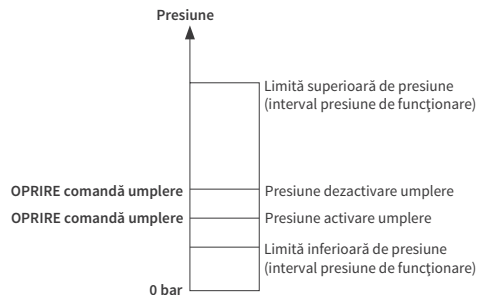 Presiune
Limită superioară de presiune
(interval presiune de funcționare)
OPRIRE comandă umplere
Presiune dezactivare umplere
OPRIRE comandă umplere
Presiune activare umplere
Limită inferioară de presiune
(interval presiune de funcționare)
0 bar